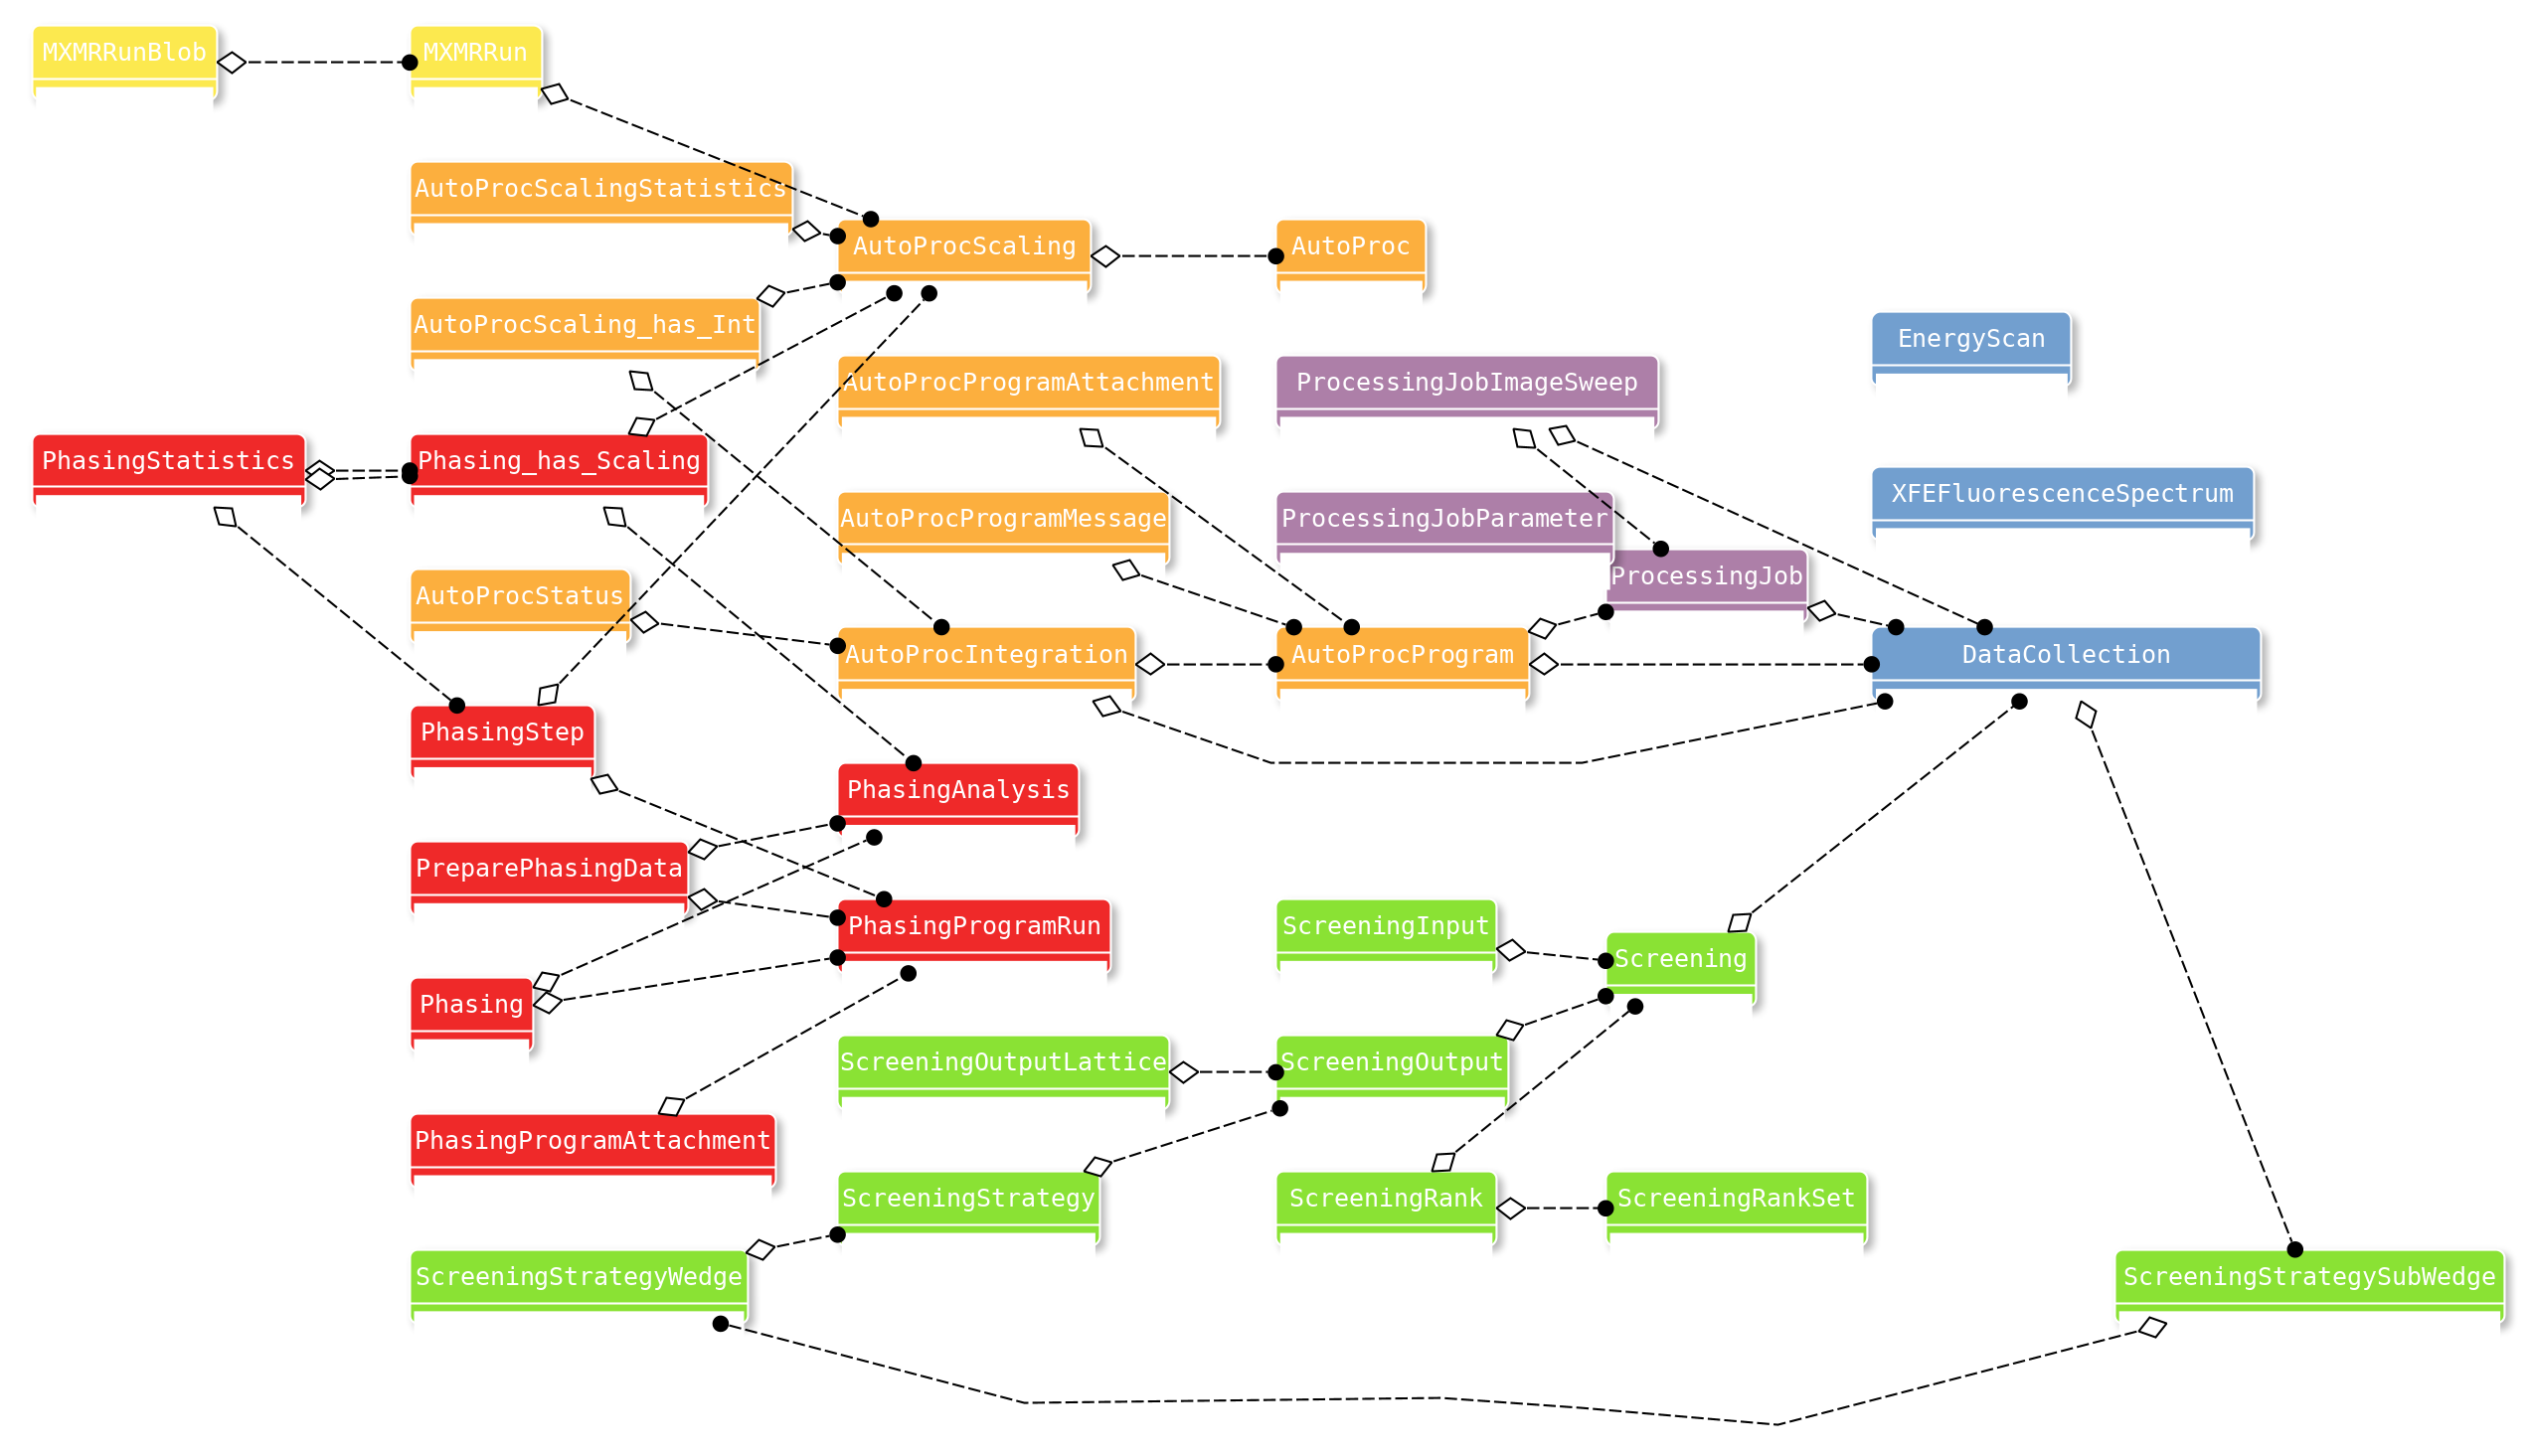 MXMRRunBlob
MXMRRun
AutoProcScalingStatistics
AutoProcScaling
AutoProc
AutoProcScaling_has_Int
EnergyScan
AutoProcProgramAttachment
ProcessingJobImageSweep
PhasingStatistics
Phasing_has_Scaling
XFEFluorescenceSpectrum
AutoProcProgramMessage
ProcessingJobParameter
ProcessingJob
AutoProcStatus
AutoProcIntegration
AutoProcProgram
DataCollection
PhasingStep
PhasingAnalysis
PreparePhasingData
PhasingProgramRun
ScreeningInput
Screening
Phasing
ScreeningOutputLattice
ScreeningOutput
PhasingProgramAttachment
ScreeningStrategy
ScreeningRank
ScreeningRankSet
ScreeningStrategyWedge
ScreeningStrategySubWedge